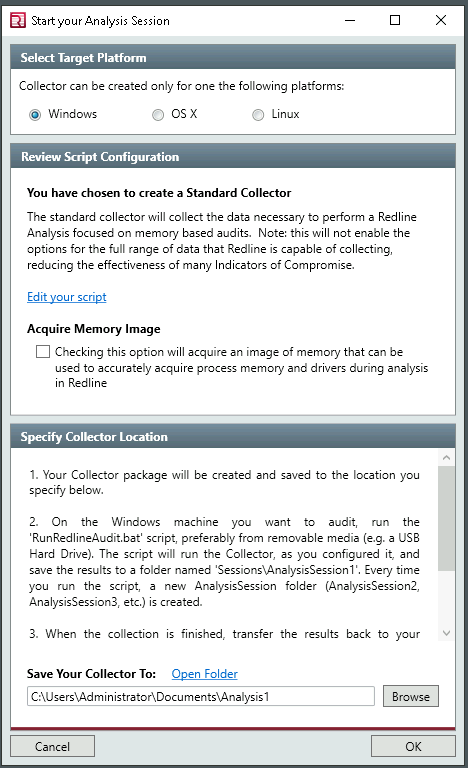 Start your Analysis Session
Select Target Platform
Collector can be created only for one the following platforms:
Windows OS X Linux
Review Script Configuration
You have chosen to create a Standard Collector
The standard collector will collect the data necessary to perform a Redline
Analysis focused on memory based audits. Note: this will not enable the
options for the full range of data that Redline is capable of collecting,
reducing the effectiveness of many Indicators of Compromise.
Edit your script
Acquire Memory Image
Checking this option will acquire an image of memory that can be
used to accurately acquire process memory and drivers during analysis
in Redline
Specify Collector Location
1. Your Collector package will be created and saved to the location you
specify below.
2. On the Windows machine you want to audit, run the
'RunRedlineAudit.bat' script, preferably from removable media (e.g. a USB
Hard Drive). The script will run the Collector, as you configured it, and
save the results to a folder named 'Sessions\AnalysisSession1'. Every time
you run the script, a new AnalysisSession folder (AnalysisSession2,
AnalysisSession3, etc.) is created.
3. When the collection is finished, transfer the results back to your
Save Your Collector To: Open Folder
C:\Users\Administrator\Documents\Analysis1 Browse
Cancel OK